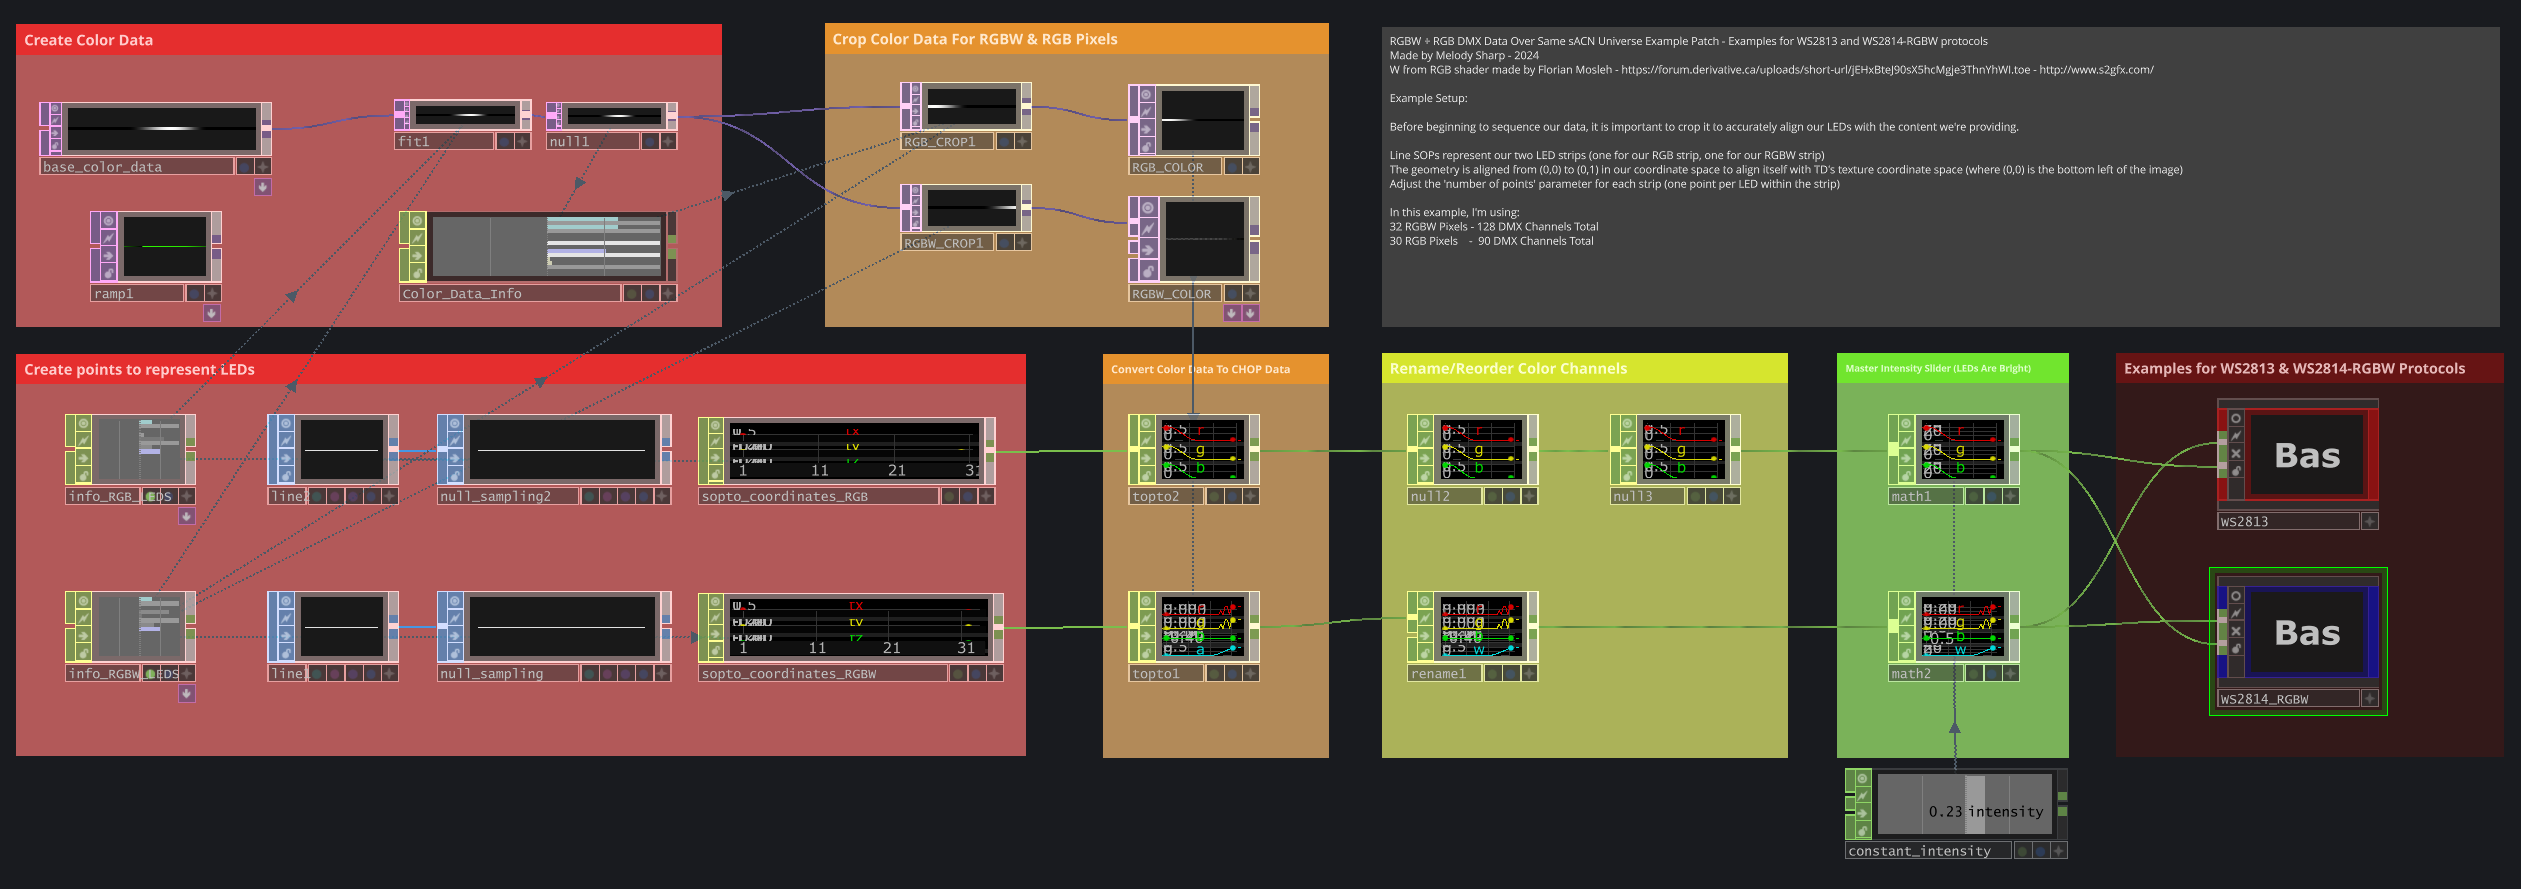 Create Color Data
base_color_data
fit1
null1
ramp1
Color_Data_Info
Crop Color Data For RGBW & RGB Pixels
RGB_CROP1
RGB_COLOR
RGBW_CROP1
RGBW_COLOR
RGBW + RGB DMX Data Over Same sACN Universe Example Patch - Examples for WS2813 and WS2814-RGBW protocols
Made by Melody Sharp - 2024
W from RGB shader made by Florian Mosleh - https://forum.derivative.ca/uploads/short-url/jEHxBteJ90sX5hcMgje3ThnYhWI.toe - http://www.s2gfx.com/
Example Setup:
Before beginning to sequence our data, it is important to crop it to accurately align our LEDs with the content we're providing.
Line SOPs represent our two LED strips (one for our RGB strip, one for our RGBW strip)
The geometry is aligned from (0,0) to (0,1) in our coordinate space to align itself with TD's texture coordinate space (where (0,0) is the bottom left of the image)
Adjust the 'number of points' parameter for each strip (one point per LED within the strip)
In this example, I'm using:
32 RGBW Pixels - 128 DMX Channels Total
30 RGB Pixels   -  90 DMX Channels Total
Create points to represent LEDs
info_RGB_LEDS
line2
null_sampling2
1 11 21 31
sopto_coordinates_RGB
info_RGBW_LEDS
line1
null_sampling
1 11 21 31
sopto_coordinates_RGBW
Convert Color Data To CHOP Data
r
g
b
topto2
r
g
b
a
topto1
Rename/Reorder Color Channels
r
g
b
null2
r
g
b
null3
r
g
b
w
rename1
Master Intensity Slider (LEDs Are Bright)
r
g
b
math1
r
g
b
w
math2
0.23 intensity
constant_intensity
Examples for WS2813 & WS2814-RGBW Protocols
Bas
WS2813
Bas
WS2814_RGBW